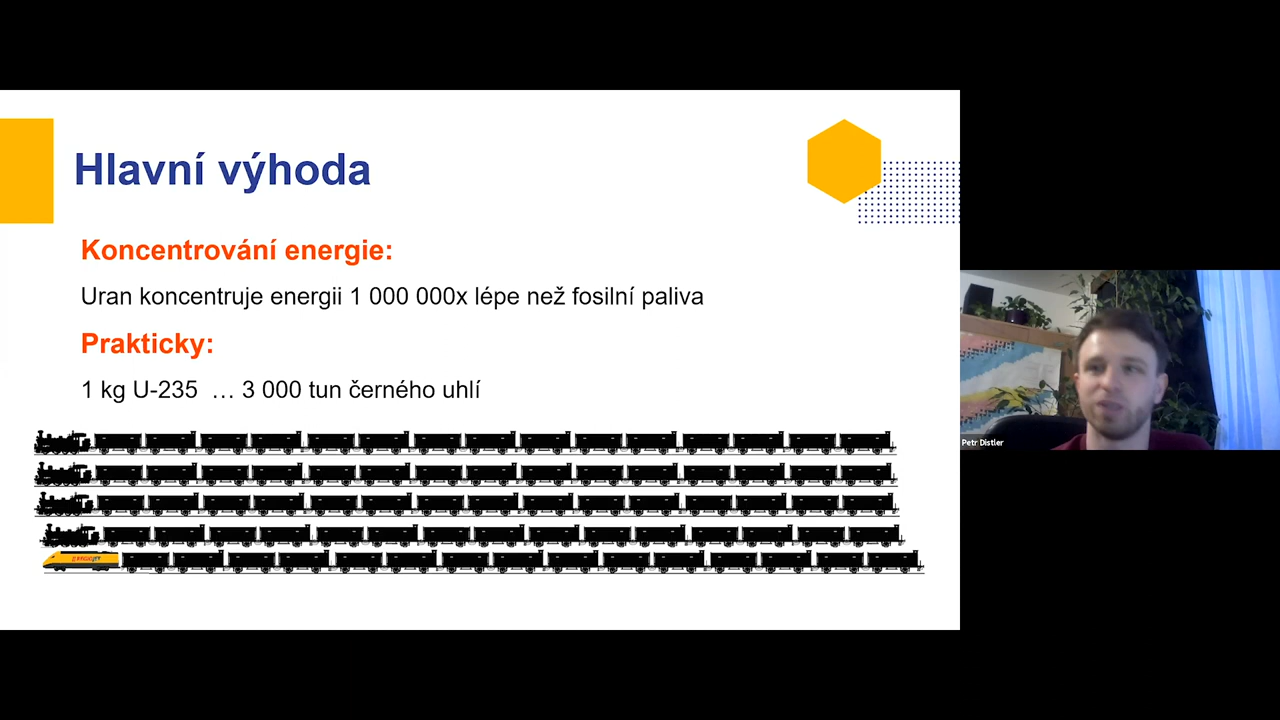 Hlavní výhoda
Koncentrování energie:
Uran koncentruje energii 1 000 000x lépe než fosilní paliva
Prakticky:
1 kg U-235 … 3 000 tun černého uhlí
Petr Distler